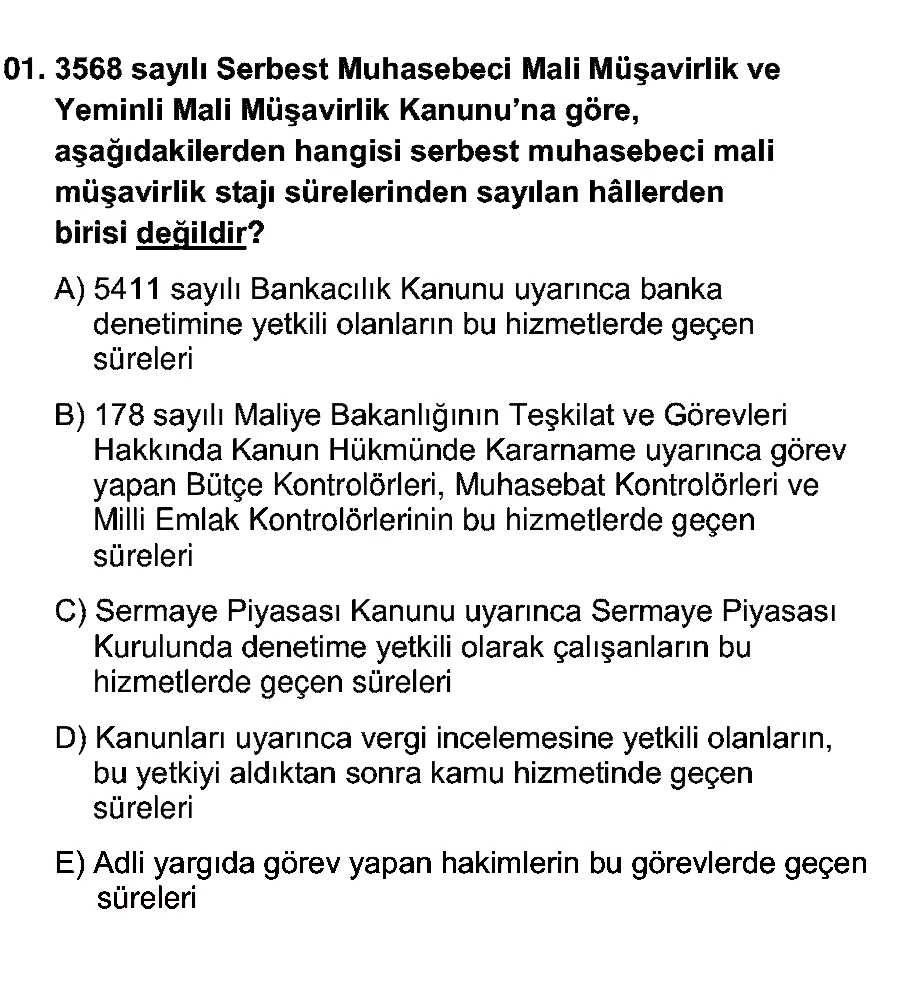 01. 3568 sayılı Serbest Muhasebeci Mali Müşavirlik ve
Yeminli Mali Müşavirlik Kanunu’na göre,
aşağıdakilerden hangisi serbest muhasebeci mali
müşavirlik stajı sürelerinden sayılan hâllerden
birisi değildir?
A) 5411 sayılı Bankacılık Kanunu uyarınca banka
denetimine yetkili olanların bu hizmetlerde geçen
süreleri
B) 178 sayılı Maliye Bakanlığının Teşkilat ve Görevleri
Hakkında Kanun Hükmünde Kararname uyarınca görev
yapan Bütçe Kontrolörleri, Muhasebat Kontrolörleri ve
Milli Emlak Kontrolörlerinin bu hizmetlerde geçen
süreleri
C) Sermaye Piyasası Kanunu uyarınca Sermaye Piyasası
Kurulunda denetime yetkili olarak çalışanların bu
hizmetlerde geçen süreleri
D) Kanunları uyarınca vergi incelemesine yetkili olanların,
bu yetkiyi aldıktan sonra kamu hizmetinde geçen
süreleri
E) Adli yargıda görev yapan hakimlerin bu görevlerde geçen
süreleri